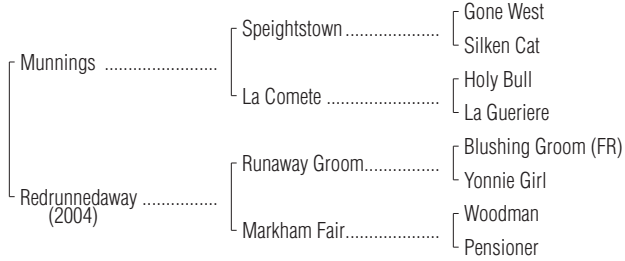 Gone West
Speightstown
Silken Cat
Munnings
Holy Bull
La Comete
La Gueriere
Blushing Groom (FR)
Runaway Groom
Yonnie Girl
Redrunnedaway
(2004)
Woodman
Markham Fair
Pensioner